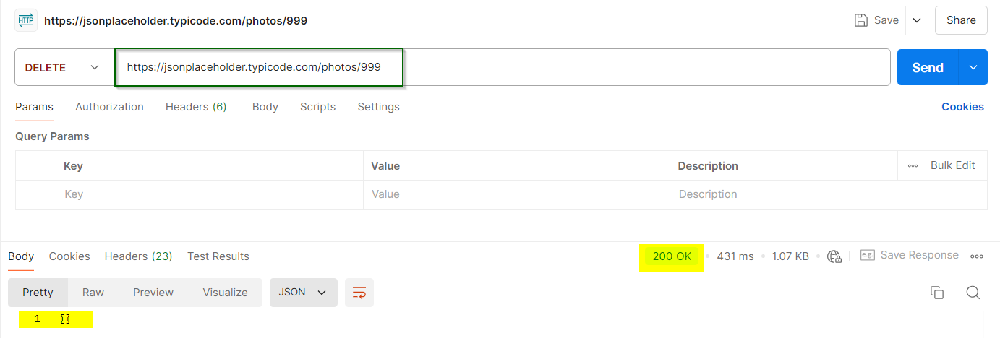 HTTP https://jsonplaceholder.typicode.com/photos/999 Save Share
DELETE https://jsonplaceholder.typicode.com/photos/999 Send
Params Authorization Headers (6) Body Scripts Settings Cookies
Query Params
Key Value Description Bulk Edit
Key Value Description
Body Cookies Headers (23) Test Results 200 OK 431 ms 1.07 KB e.g. Save Response
Pretty Raw Preview Visualize JSON
1 {}